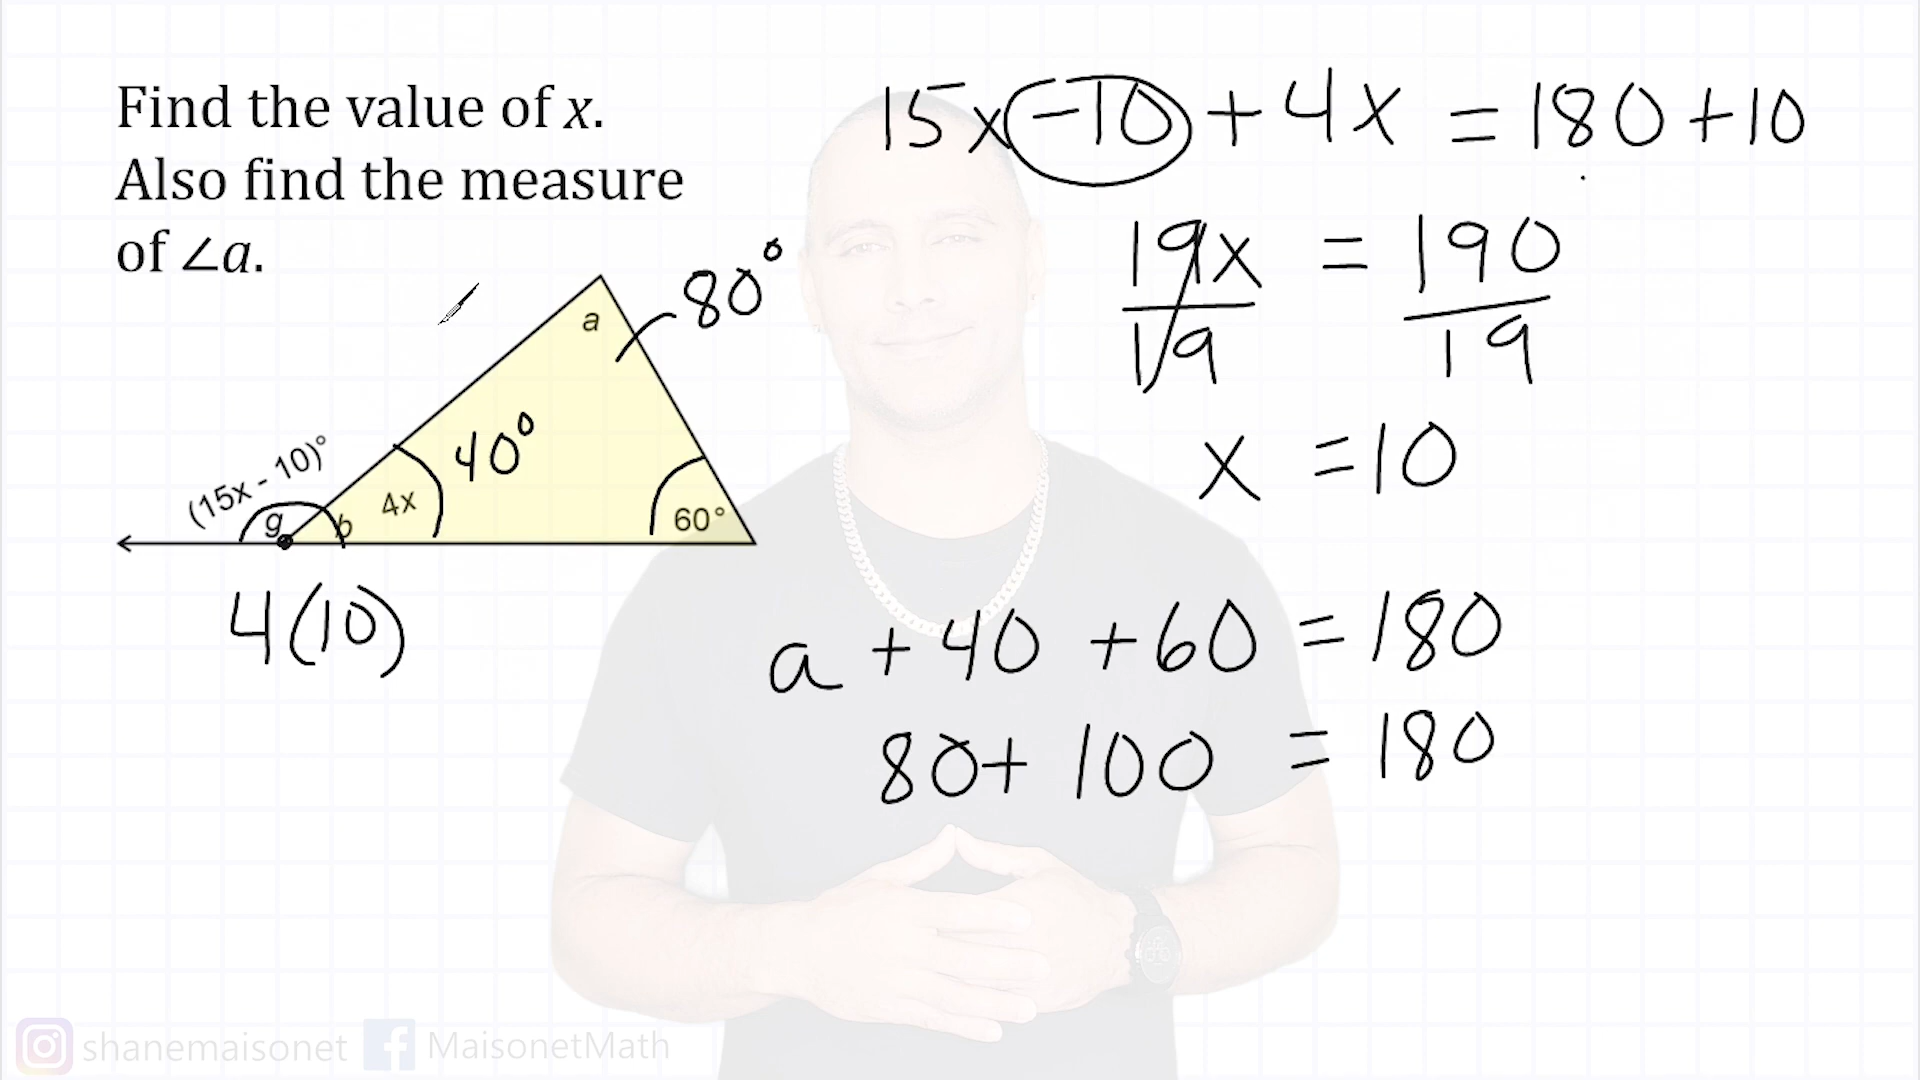 Find the value of x.
Also find the measure
of ∠a.
15x -10 + 4x = 180 + 10
19x = 190
19 19
x = 10
a
80°
40°
(15x - 10)°
g
b
4x
60°
4(10)
a + 40 + 60 = 180
80 + 100 = 180
shanemaisonet
MaisonetMath